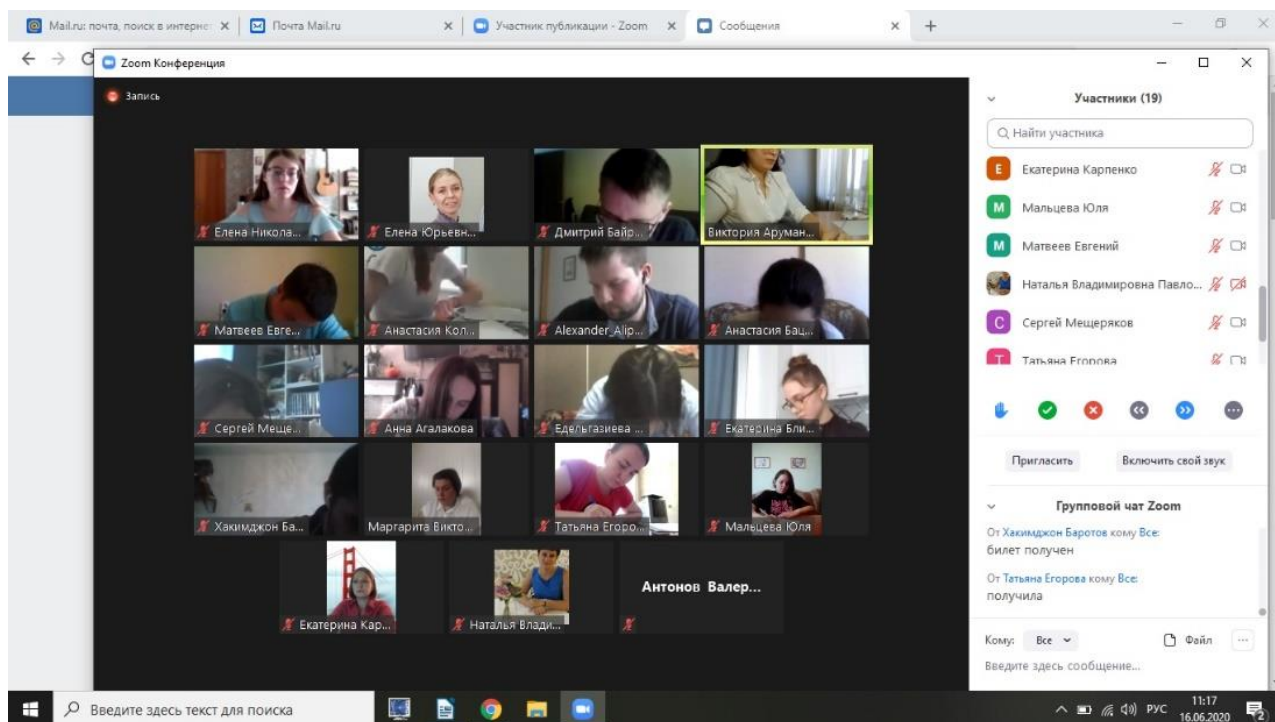 Mail.ru: почта, поиск в интернет
Почта Mail.ru
Участник публикации - Zoom
Сообщения
Zoom Конференция
Запись
Елена Никола...
Елена Юрьевн...
Дмитрий Байр...
Виктория Аруман...
Матвеев Евге...
Анастасия Кол...
Alexander_Alip...
Анастасия Бац...
Сергей Меще...
Анна Агалакова
Едельгазиева ...
Екатерина Бли...
Хакимджон Ба...
Маргарита Викто...
Татьяна Егоро...
Мальцева Юля
Екатерина Кар...
Наталья Влади...
Антонов Валер...
Участники (19)
Найти участника
Е Екатерина Карпенко
М Мальцева Юля
М Матвеев Евгений
Наталья Владимировна Павло...
С Сергей Мещеряков
Т Татьяна Егорова
Пригласить
Включить свой звук
Групповой чат Zoom
От Хакимджон Баротов кому Все:
билет получен
От Татьяна Егорова кому Все:
получила
Кому: Все
Файл
Введите здесь сообщение...
Введите здесь текст для поиска
РУС
11:17
16.06.2020
2